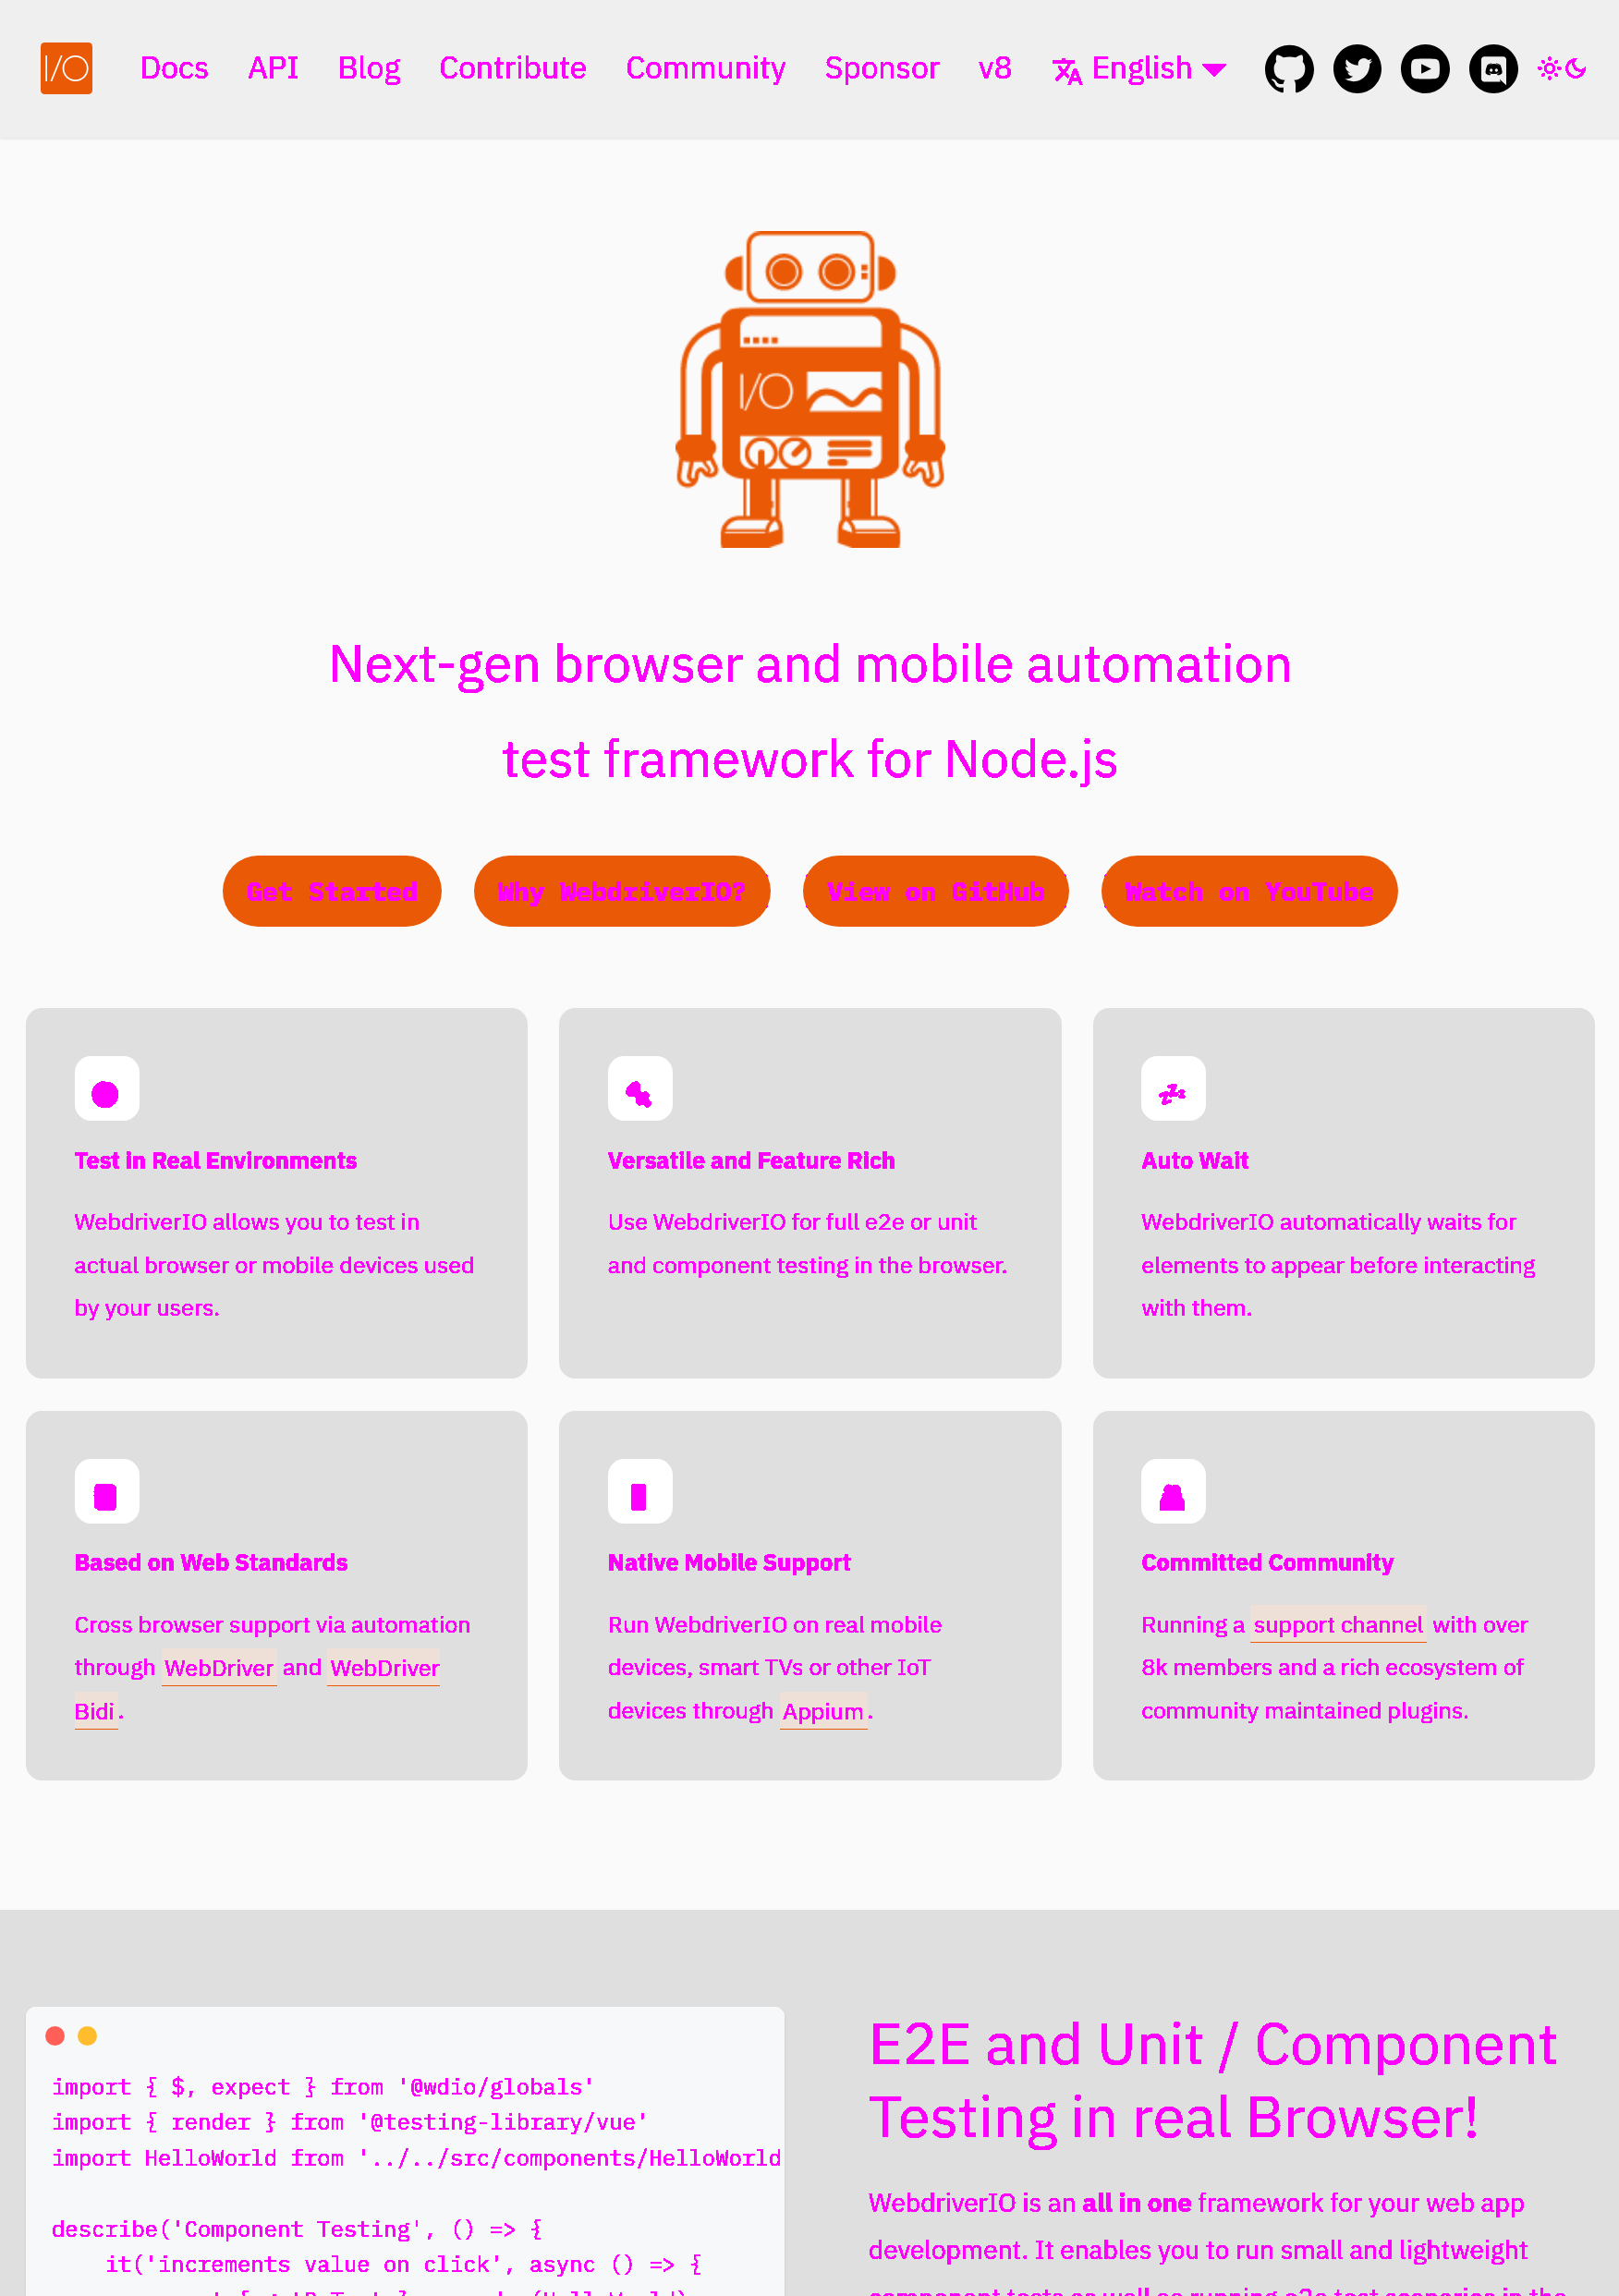 I/O
Docs API Blog Contribute Community Sponsor v8 English
I/O
Next-gen browser and mobile automation
test framework for Node.js
Get Started
Why WebdriverIO?
View on GitHub
Watch on YouTube
Test in Real Environments
WebdriverIO allows you to test in
actual browser or mobile devices used
by your users.
Versatile and Feature Rich
Use WebdriverIO for full e2e or unit
and component testing in the browser.
Auto Wait
WebdriverIO automatically waits for
elements to appear before interacting
with them.
Based on Web Standards
Cross browser support via automation
through WebDriver and WebDriver
Bidi.
Native Mobile Support
Run WebdriverIO on real mobile
devices, smart TVs or other IoT
devices through Appium.
Committed Community
Running a support channel with over
8k members and a rich ecosystem of
community maintained plugins.
import { $, expect } from '@wdio/globals'
import { render } from '@testing-library/vue'
import HelloWorld from '../../src/components/HelloWorld
describe('Component Testing', () => {
it('increments value on click', async () => {
E2E and Unit / Component
Testing in real Browser!
WebdriverIO is an all in one framework for your web app
development. It enables you to run small and lightweight